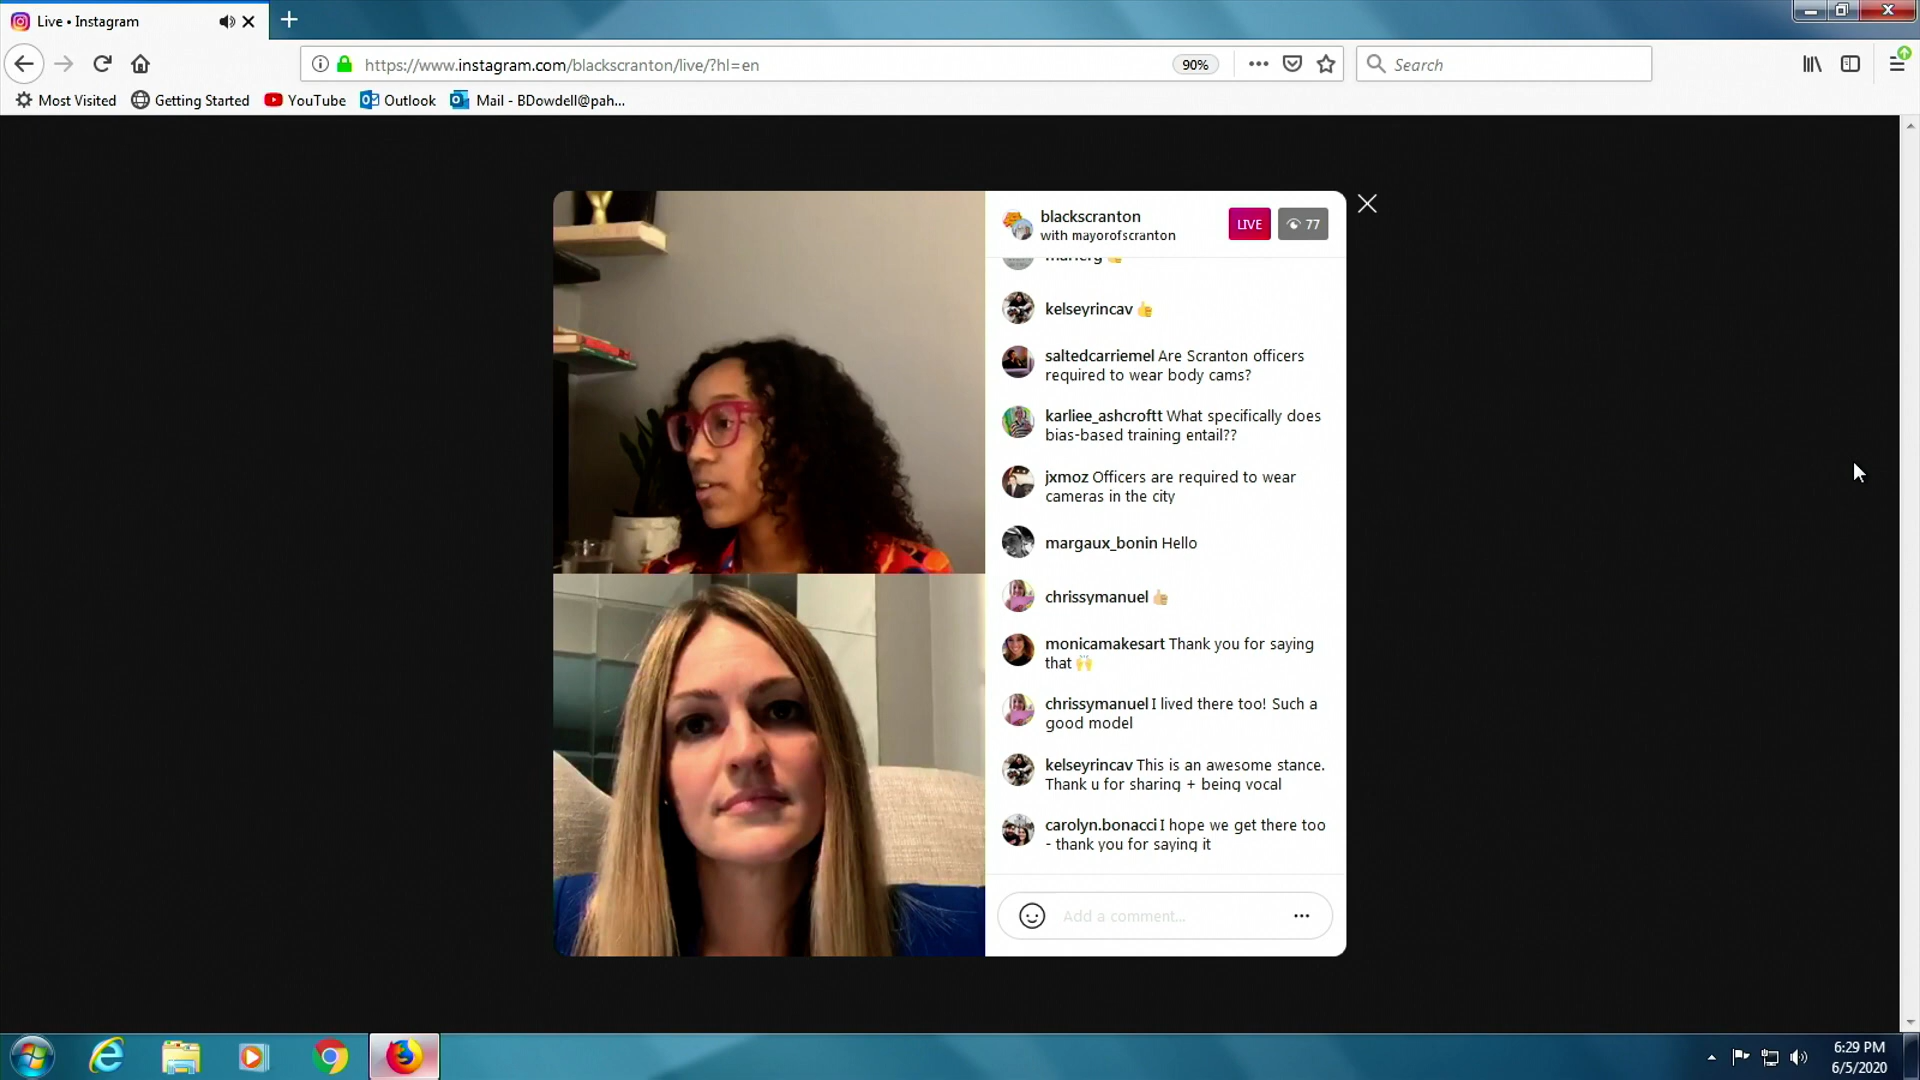 Live • Instagram
https://www.instagram.com/blackscranton/live/?hl=en
90%
Search
Most Visited
Getting Started
YouTube
Outlook
Mail - BDowdell@pah...
blackscranton
with mayorofscranton
LIVE
77
kelseyrincav 👍
saltedcarriemel Are Scranton officers
required to wear body cams?
karliee_ashcroftt What specifically does
bias-based training entail??
jxmoz Officers are required to wear
cameras in the city
margaux_bonin Hello
chrissymanuel 👍🏼
monicamakesart Thank you for saying
that 🙌
chrissymanuel I lived there too! Such a
good model
kelseyrincav This is an awesome stance.
Thank u for sharing + being vocal
carolyn.bonacci I hope we get there too
- thank you for saying it
Add a comment...
6:29 PM
6/5/2020